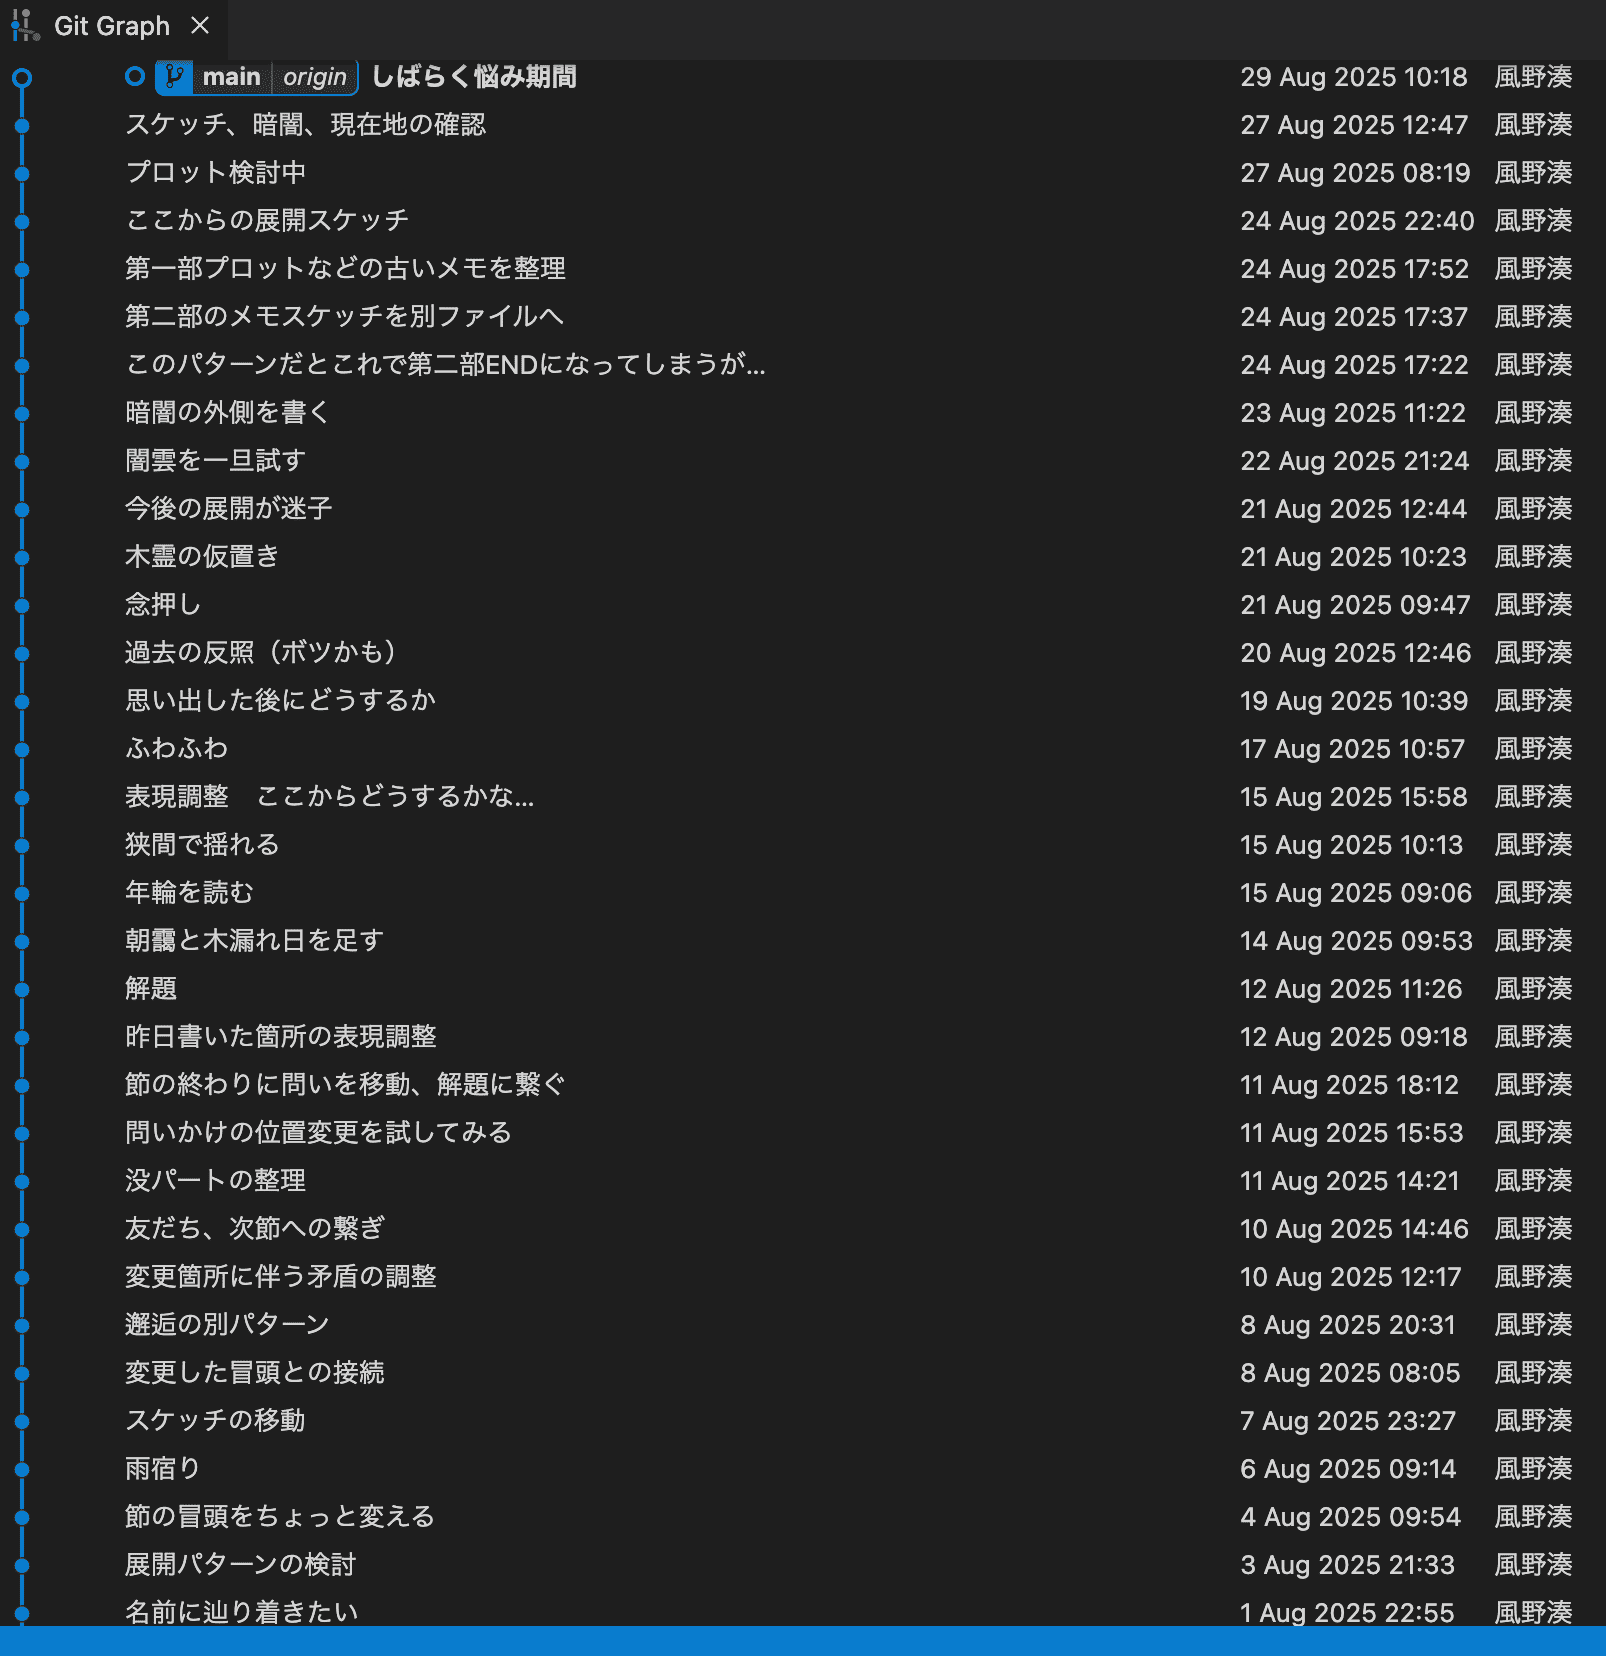 Git Graph
main origin しばらく悩み期間 29 Aug 2025 10:18 風野湊
スケッチ、暗闇、現在地の確認 27 Aug 2025 12:47 風野湊
プロット検討中 27 Aug 2025 08:19 風野湊
ここからの展開スケッチ 24 Aug 2025 22:40 風野湊
第一部プロットなどの古いメモを整理 24 Aug 2025 17:52 風野湊
第二部のメモスケッチを別ファイルへ 24 Aug 2025 17:37 風野湊
このパターンだとこれで第二部ENDになってしまうが... 24 Aug 2025 17:22 風野湊
暗闇の外側を書く 23 Aug 2025 11:22 風野湊
闇雲を一旦試す 22 Aug 2025 21:24 風野湊
今後の展開が迷子 21 Aug 2025 12:44 風野湊
木霊の仮置き 21 Aug 2025 10:23 風野湊
念押し 21 Aug 2025 09:47 風野湊
過去の反照（ボツかも） 20 Aug 2025 12:46 風野湊
思い出した後にどうするか 19 Aug 2025 10:39 風野湊
ふわふわ 17 Aug 2025 10:57 風野湊
表現調整　ここからどうするかな... 15 Aug 2025 15:58 風野湊
狭間で揺れる 15 Aug 2025 10:13 風野湊
年輪を読む 15 Aug 2025 09:06 風野湊
朝靄と木漏れ日を足す 14 Aug 2025 09:53 風野湊
解題 12 Aug 2025 11:26 風野湊
昨日書いた箇所の表現調整 12 Aug 2025 09:18 風野湊
節の終わりに問いを移動、解題に繋ぐ 11 Aug 2025 18:12 風野湊
問いかけの位置変更を試してみる 11 Aug 2025 15:53 風野湊
没パートの整理 11 Aug 2025 14:21 風野湊
友だち、次節への繋ぎ 10 Aug 2025 14:46 風野湊
変更箇所に伴う矛盾の調整 10 Aug 2025 12:17 風野湊
邂逅の別パターン 8 Aug 2025 20:31 風野湊
変更した冒頭との接続 8 Aug 2025 08:05 風野湊
スケッチの移動 7 Aug 2025 23:27 風野湊
雨宿り 6 Aug 2025 09:14 風野湊
節の冒頭をちょっと変える 4 Aug 2025 09:54 風野湊
展開パターンの検討 3 Aug 2025 21:33 風野湊
名前に辿り着きたい 1 Aug 2025 22:55 風野湊